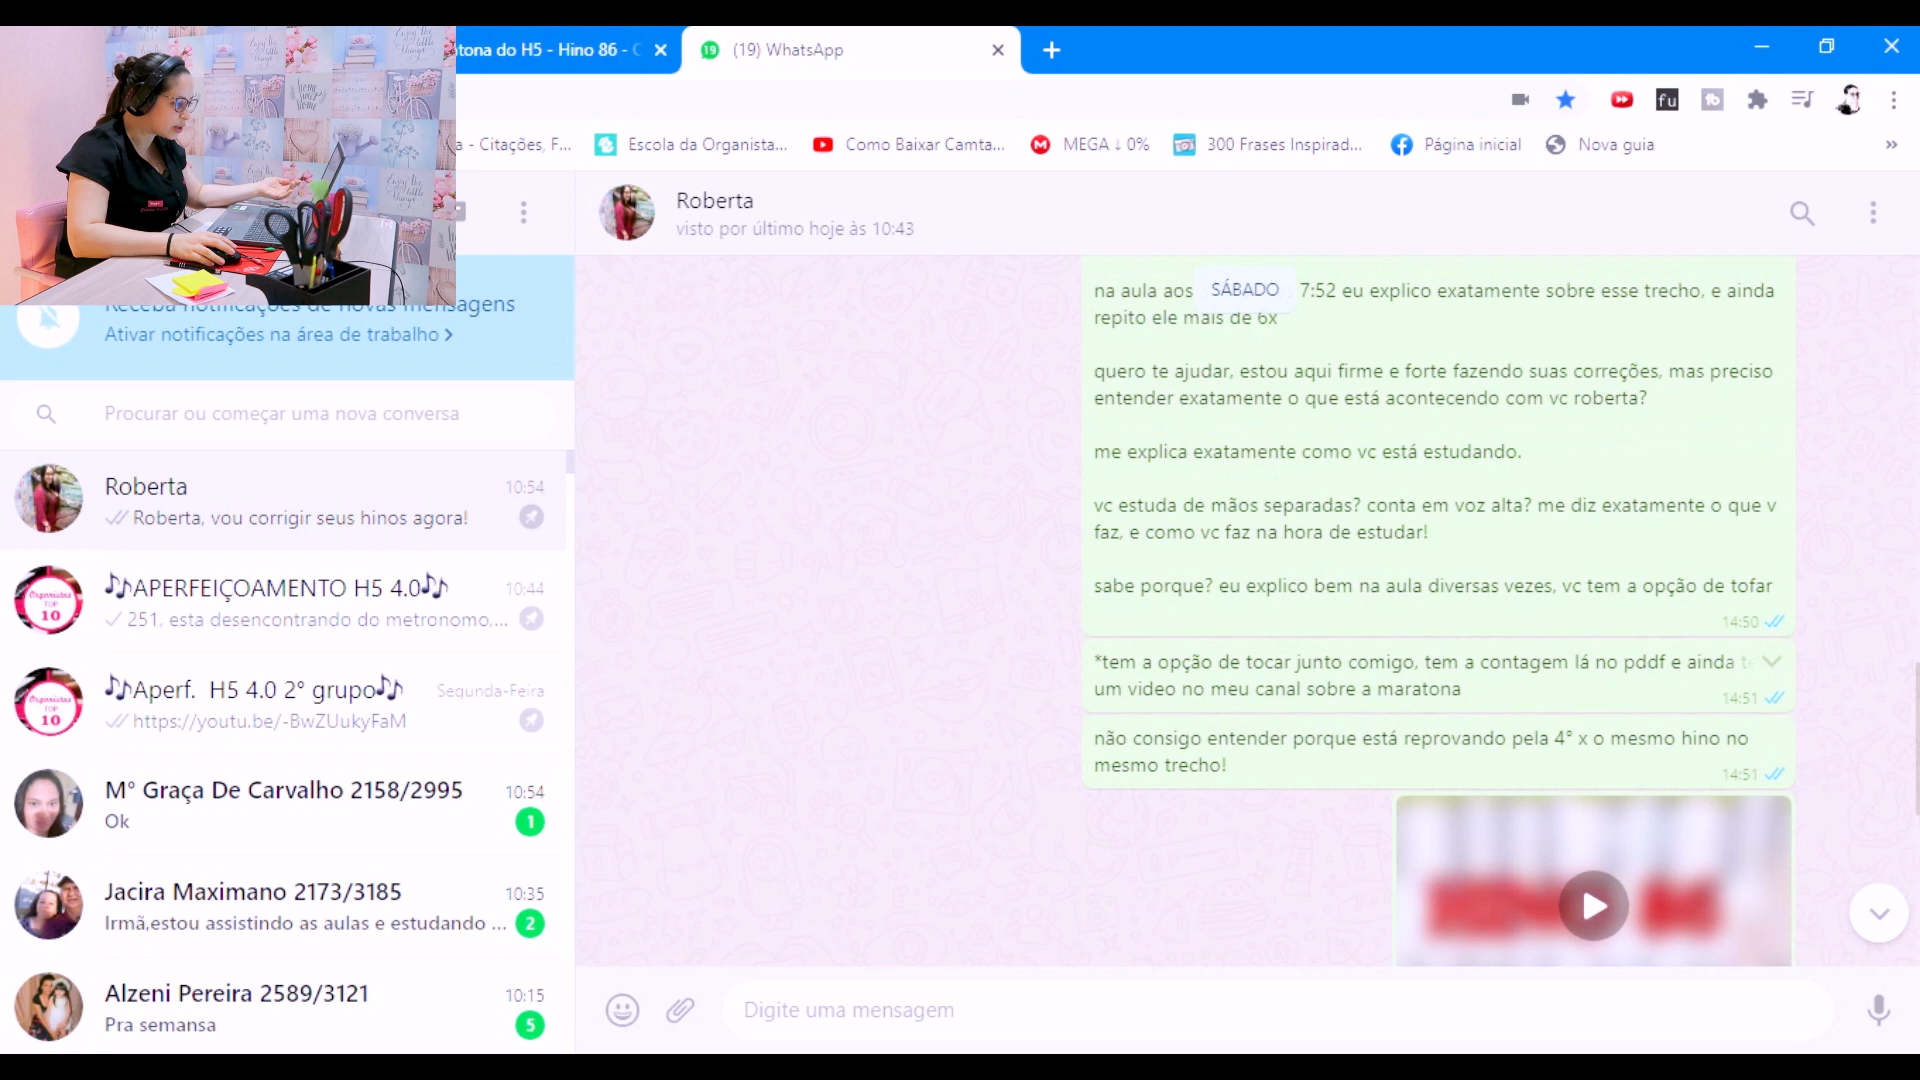 tona do H5 - Hino 86 -
19 (19) WhatsApp
fu
a - Citações, F...
Escola da Organista...
Como Baixar Camta...
MEGA ↓ 0%
300 Frases Inspirad...
Página inicial
Nova guia
Roberta
visto por último hoje às 10:43
Receba notificações de novas mensagens
Ativar notificações na área de trabalho
Procurar ou começar uma nova conversa
Roberta 10:54
Roberta, vou corrigir seus hinos agora!
🎶APERFEIÇOAMENTO H5 4.0🎶 10:44
251, esta desencontrando do metronomo,...
🎶Aperf. H5 4.0 2° grupo🎶 Segunda-Feira
https://youtu.be/-BwZUukyFaM
M° Graça De Carvalho 2158/2995 10:54
Ok 1
Jacira Maximano 2173/3185 10:35
Irmã,estou assistindo as aulas e estudando ... 2
Alzeni Pereira 2589/3121 10:15
Pra semansa 5
SÁBADO
na aula aos 7:52 eu explico exatamente sobre esse trecho, e ainda
repito ele mais de 6x
quero te ajudar, estou aqui firme e forte fazendo suas correções, mas preciso
entender exatamente o que está acontecendo com vc roberta?
me explica exatamente como vc está estudando.
vc estuda de mãos separadas? conta em voz alta? me diz exatamente o que v
faz, e como vc faz na hora de estudar!
sabe porque? eu explico bem na aula diversas vezes, vc tem a opção de tofar
14:50
*tem a opção de tocar junto comigo, tem a contagem lá no pddf e ainda
um video no meu canal sobre a maratona
14:51
não consigo entender porque está reprovando pela 4° x o mesmo hino no
mesmo trecho!
14:51
Digite uma mensagem